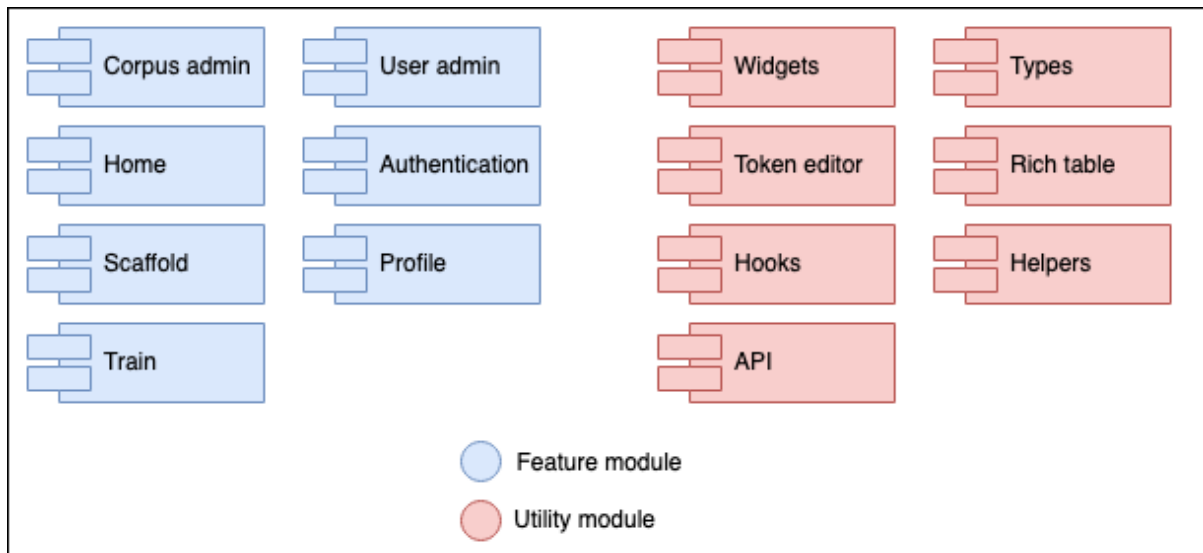 Corpus admin
User admin
Widgets
Types
Home
Authentication
Token editor
Rich table
Scaffold
Profile
Hooks
Helpers
Train
API
Feature module
Utility module